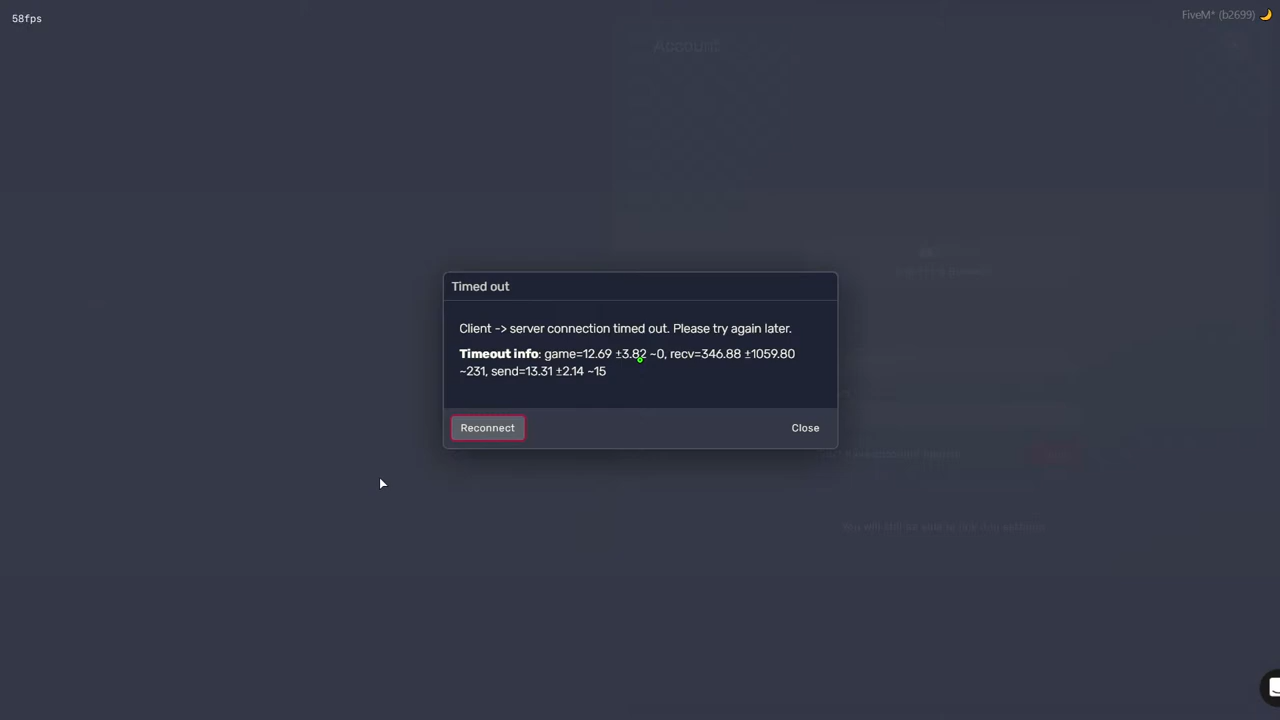 58fps
FiveM* (b2699)
Account
Timed out
Client -> server connection timed out. Please try again later.
Timeout info: game=12.69 ±3.82 ~0, recv=346.88 ±1059.80
~231, send=13.31 ±2.14 ~15
Reconnect
Close